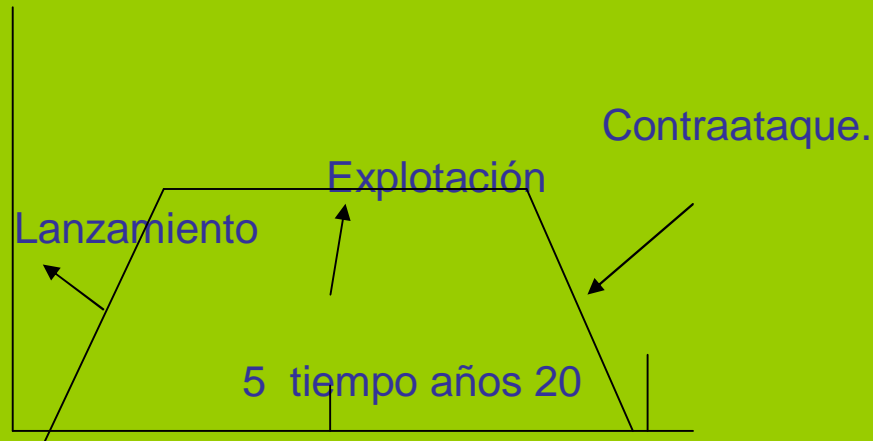 Contraataque.
Explotación
Lanzamiento
5 tiempo años 20